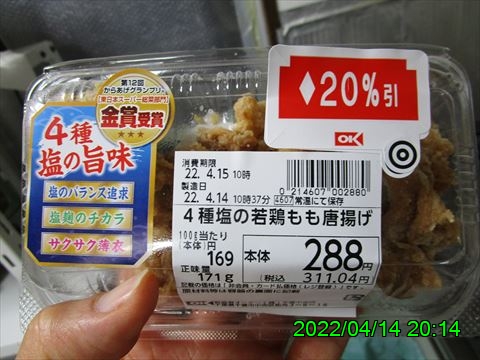 第12回
からあげグランプリ®
東日本スーパー総菜部門
金賞受賞
★★★
4種
塩の旨味
塩のバランス追求
塩麹のチカラ
サクサク薄衣
♦20%引
OK
消費期限
22. 4.15 10時
製造日
22. 4.14 10時37分
0 214607 002880
4607 常温にて保存
4種塩の若鶏もも唐揚げ
100g当たり
(本体)円
169
本体
288円
正味量
171g
(税込 311.04円)
2022/04/14 20:14